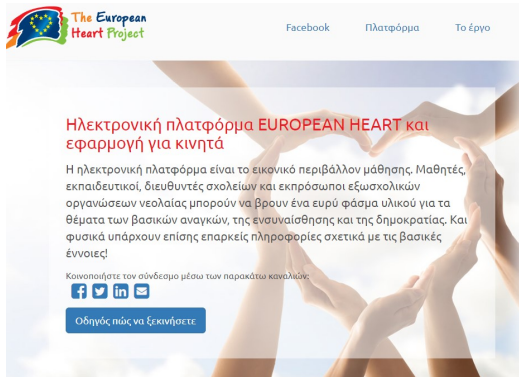 The European
Heart Project
Facebook Πλατφόρμα Το έργο
Ηλεκτρονική πλατφόρμα EUROPEAN HEART και
εφαρμογή για κινητά
Η ηλεκτρονική πλατφόρμα είναι το εικονικό περιβάλλον μάθησης. Μαθητές,
εκπαιδευτικοί, διευθυντές σχολείων και εκπρόσωποι εξωσχολικών
οργανώσεων νεολαίας μπορούν να βρουν ένα ευρύ φάσμα υλικού για τα
θέματα των βασικών αναγκών, της ενσυναίσθησης και της δημοκρατίας. Και
φυσικά υπάρχουν επίσης επαρκείς πληροφορίες σχετικά με τις βασικές
έννοιες!
Κοινοποιήστε τον σύνδεσμο μέσω των παρακάτω καναλιών:
Οδηγός πώς να ξεκινήσετε